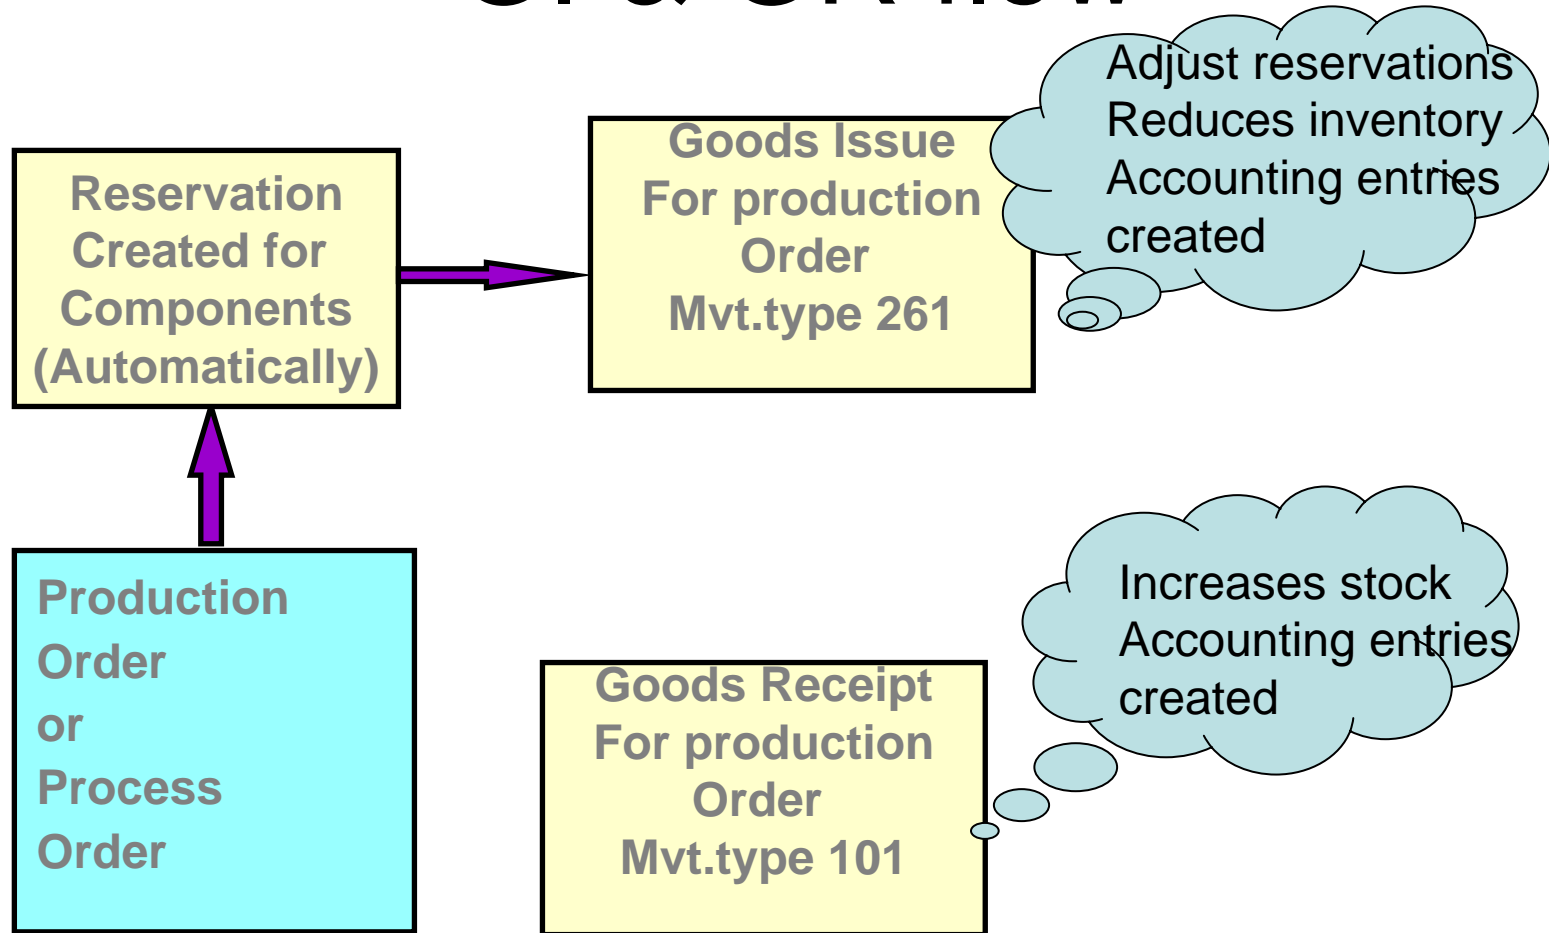 Adjust reservations
Reduces inventory
Accounting entries
created
Goods Issue
For production
Order
Mvt.type 261
Reservation
Created for
Components
(Automatically)
Production
Order
or
Process
Order
Goods Receipt
For production
Order
Mvt.type 101
Increases stock
Accounting entries
created